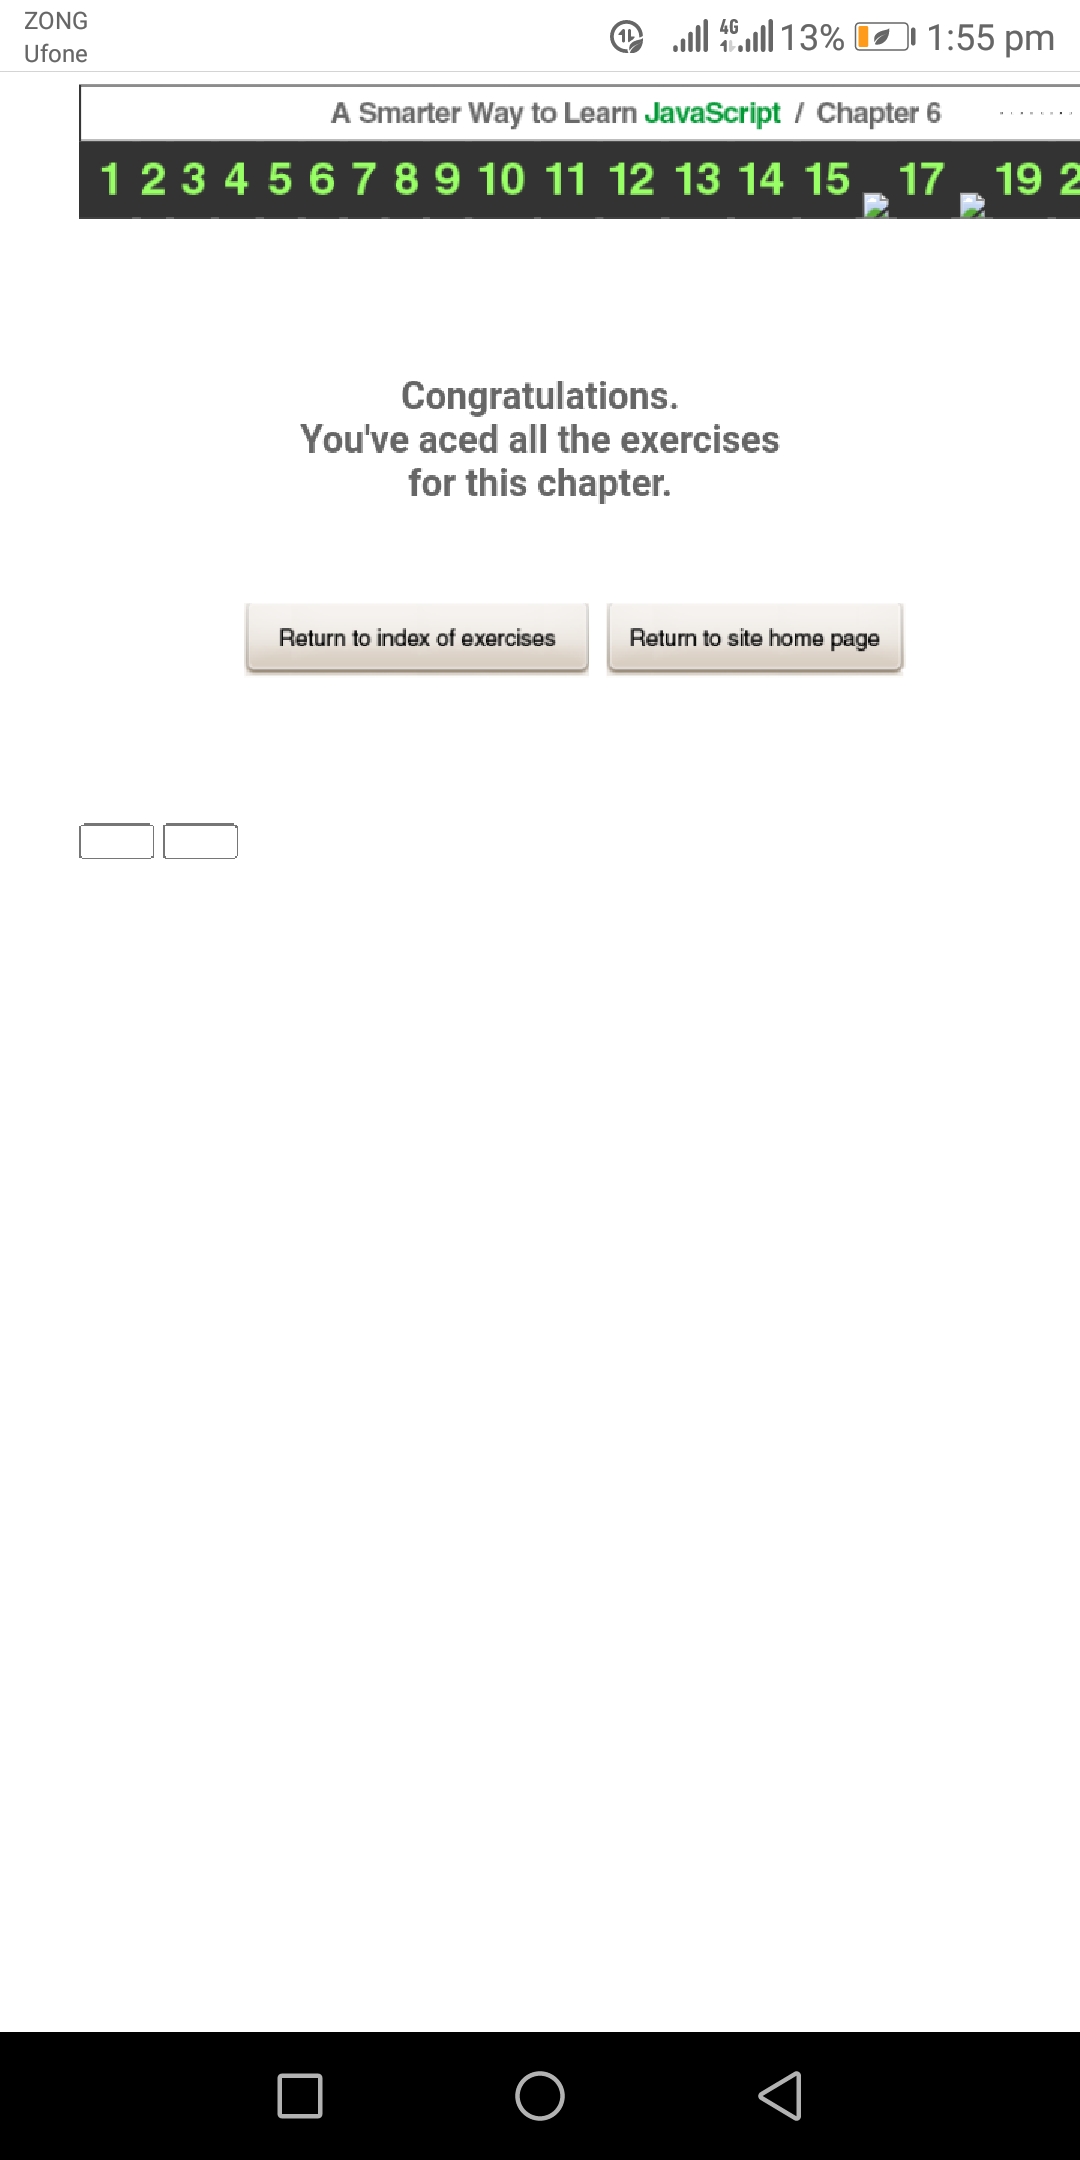 ZONG
Ufone
4G
13%
1:55 pm
A Smarter Way to Learn JavaScript / Chapter 6
1 2 3 4 5 6 7 8 9 10 11 12 13 14 15 17 19 2
Congratulations.
You've aced all the exercises
for this chapter.
Return to index of exercises
Return to site home page